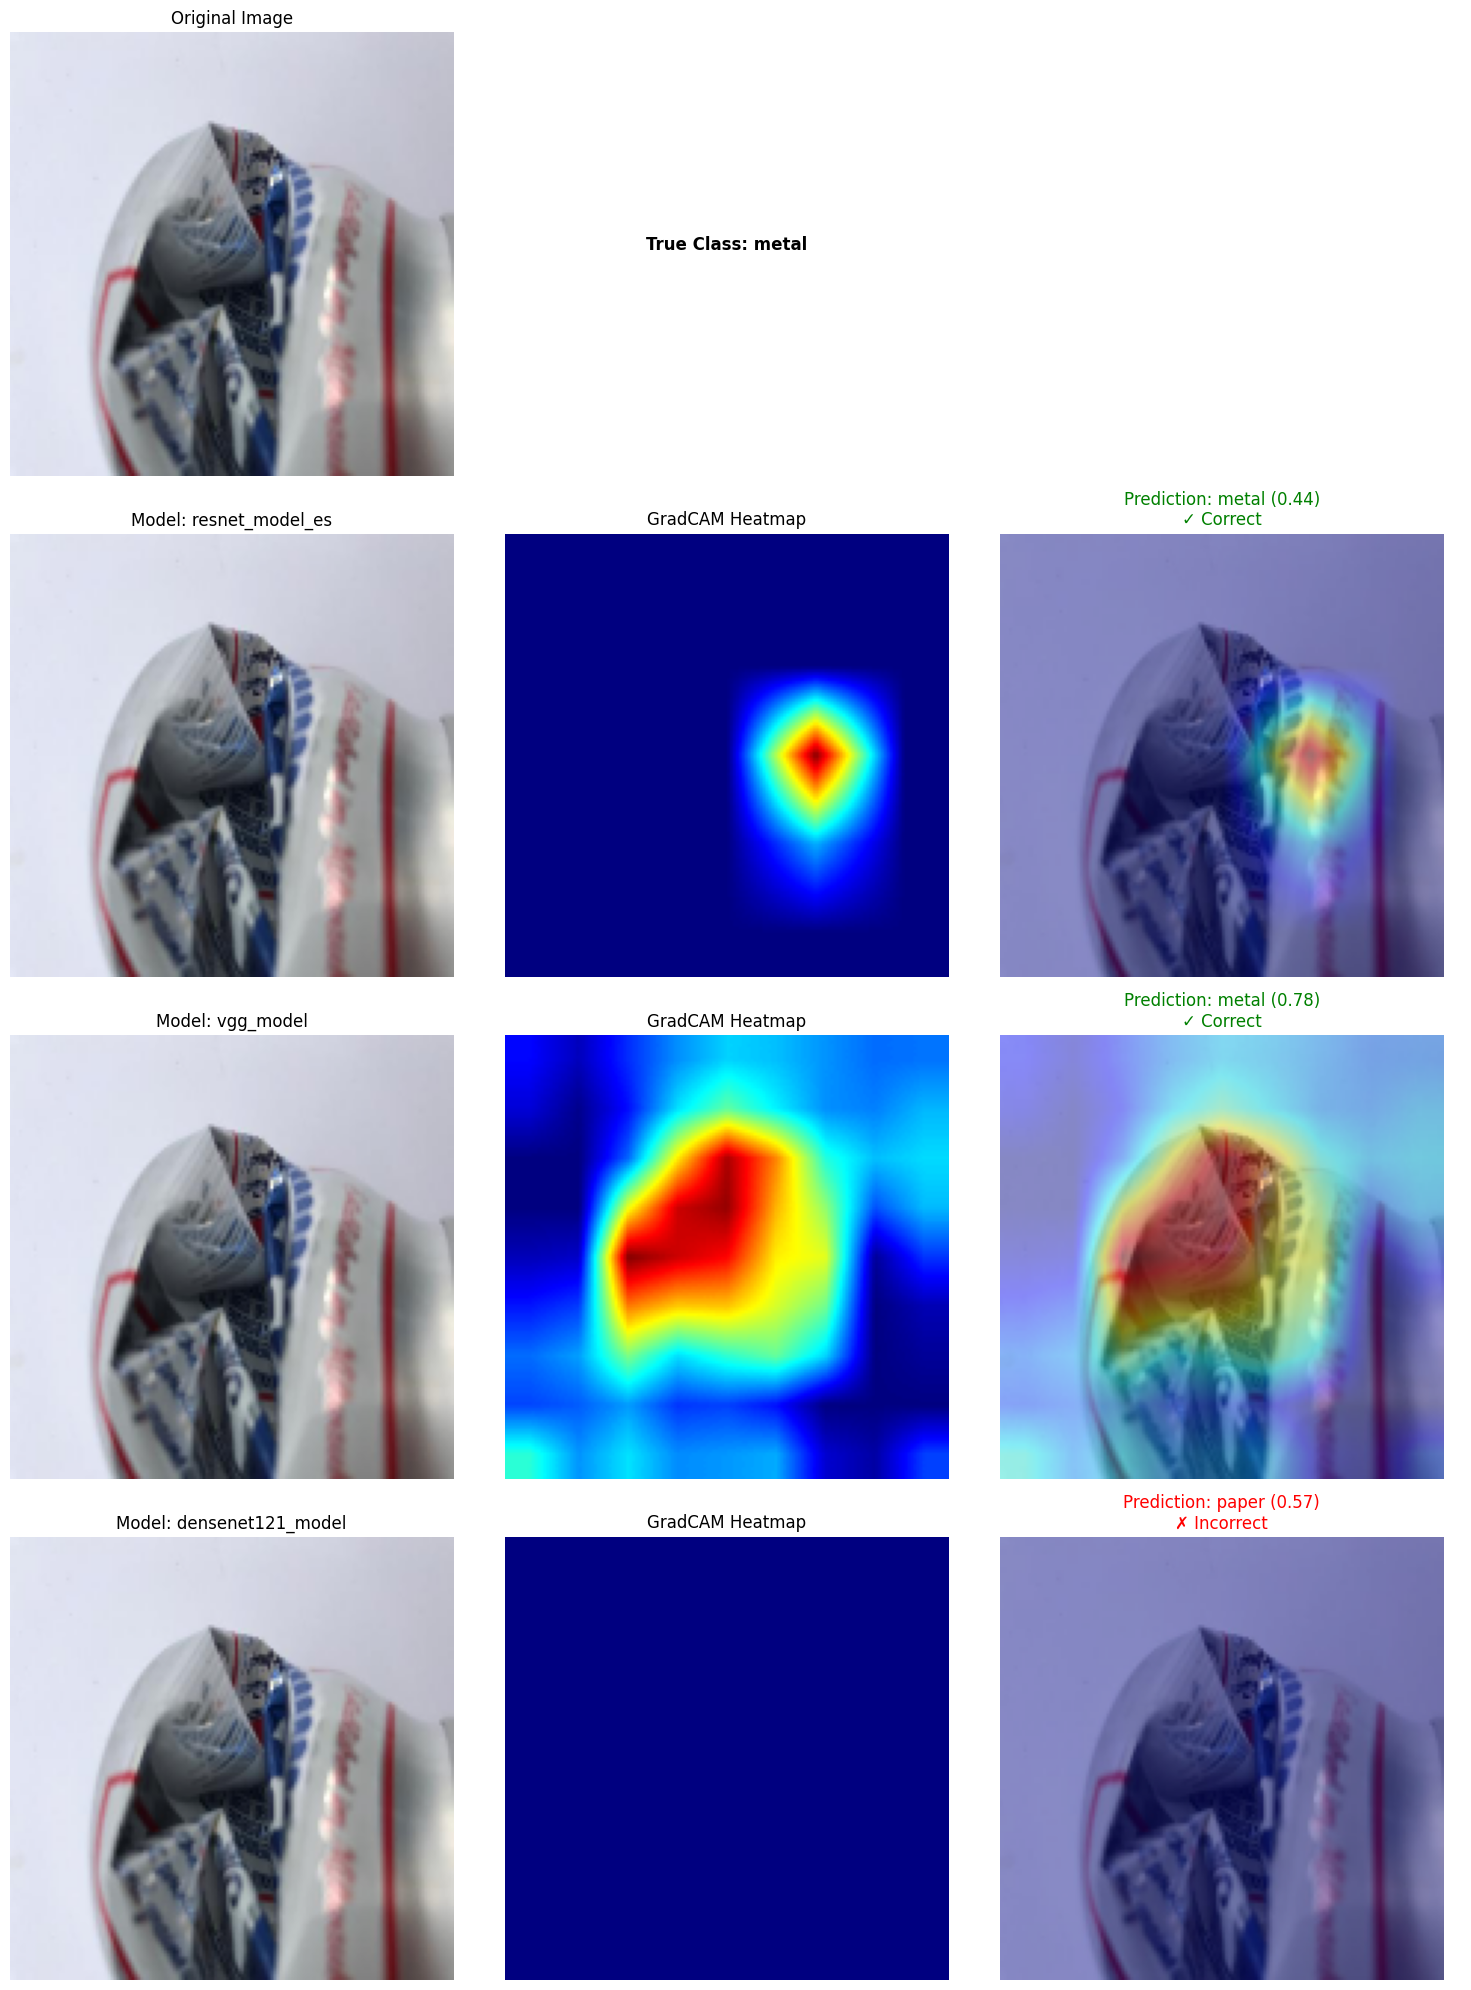 Original Image
True Class: metal
Model: resnet_model_es
GradCAM Heatmap
Prediction: metal (0.44)
✓ Correct
Model: vgg_model
GradCAM Heatmap
Prediction: metal (0.78)
✓ Correct
Model: densenet121_model
GradCAM Heatmap
Prediction: paper (0.57)
✗ Incorrect